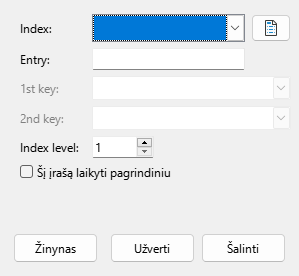 Index:
Entry:
1st key:
2nd key:
Index level: 1
Šį įrašą laikyti pagrindiniu
Žinynas Užverti Šalinti